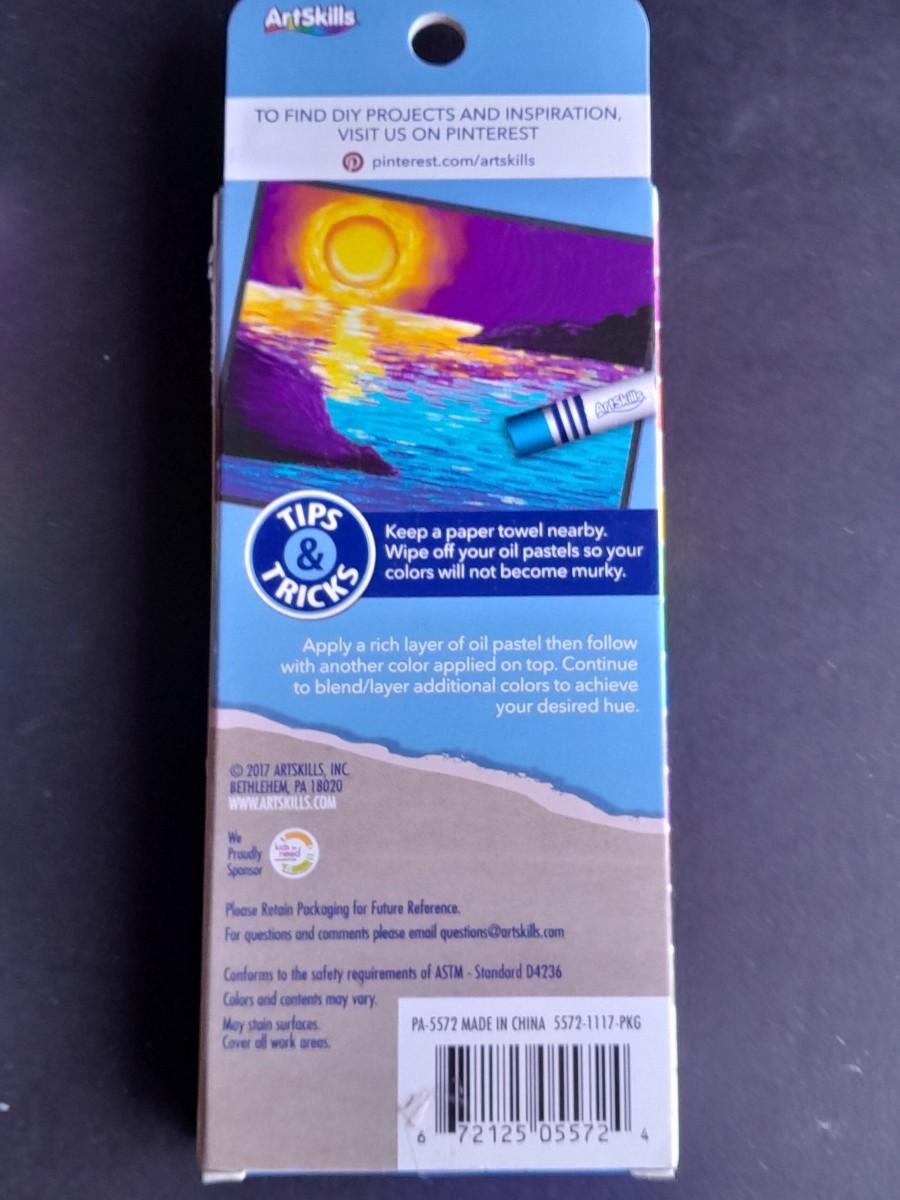 ArtSkills
TO FIND DIY PROJECTS AND INSPIRATION,
VISIT US ON PINTEREST
pinterest.com/artskills
ArtSkills
TIPS
&
TRICKS
Keep a paper towel nearby.
Wipe off your oil pastels so your
colors will not become murky.
Apply a rich layer of oil pastel then follow
with another color applied on top. Continue
to blend/layer additional colors to achieve
your desired hue.
© 2017 ARTSKILLS, INC.
BETHLEHEM, PA 18020
WWW.ARTSKILLS.COM
We
Proudly
Sponsor
kids in
need
Please Retain Packaging for Future Reference.
For questions and comments please email questions@artskills.com
Conforms to the safety requirements of ASTM - Standard D4236
Colors and contents may vary.
May stain surfaces.
Cover all work areas.
PA-5572 MADE IN CHINA 5572-1117-PKG
6 72125 05572 4